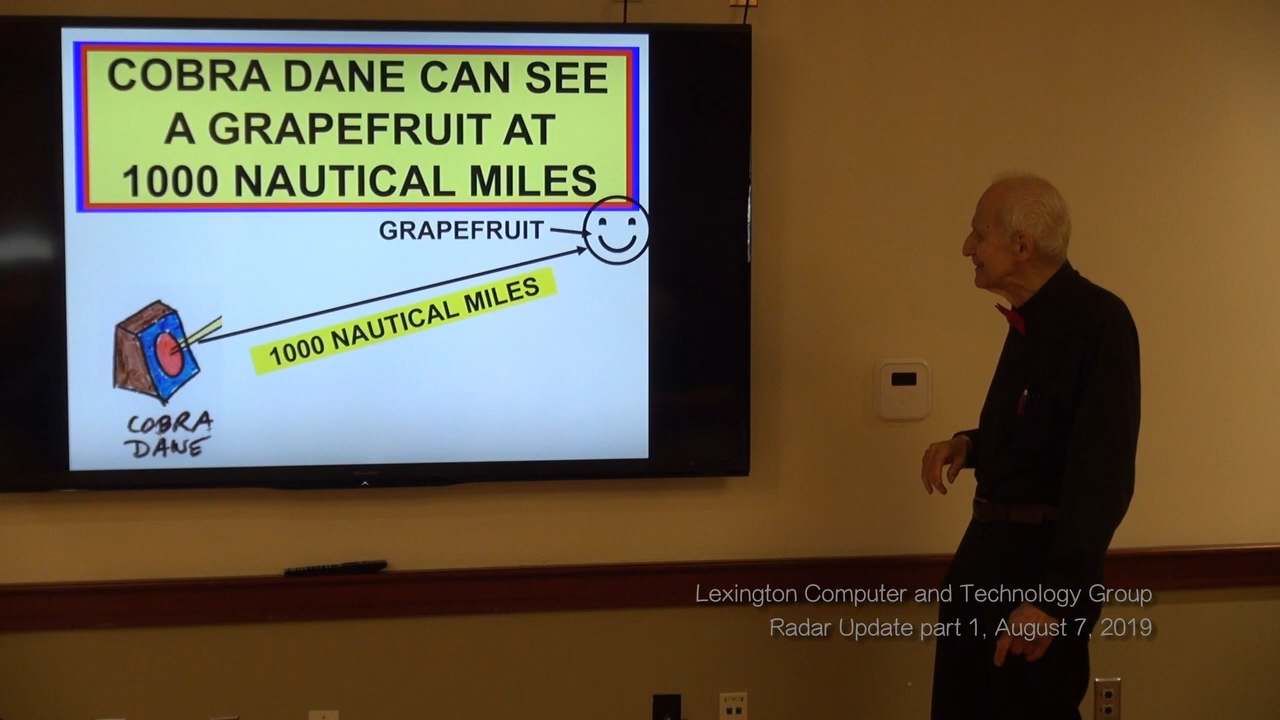 COBRA DANE CAN SEE
A GRAPEFRUIT AT
1000 NAUTICAL MILES
GRAPEFRUIT
1000 NAUTICAL MILES
COBRA
DANE
Lexington Computer and Technology Group
Radar Update part 1, August 7, 2019